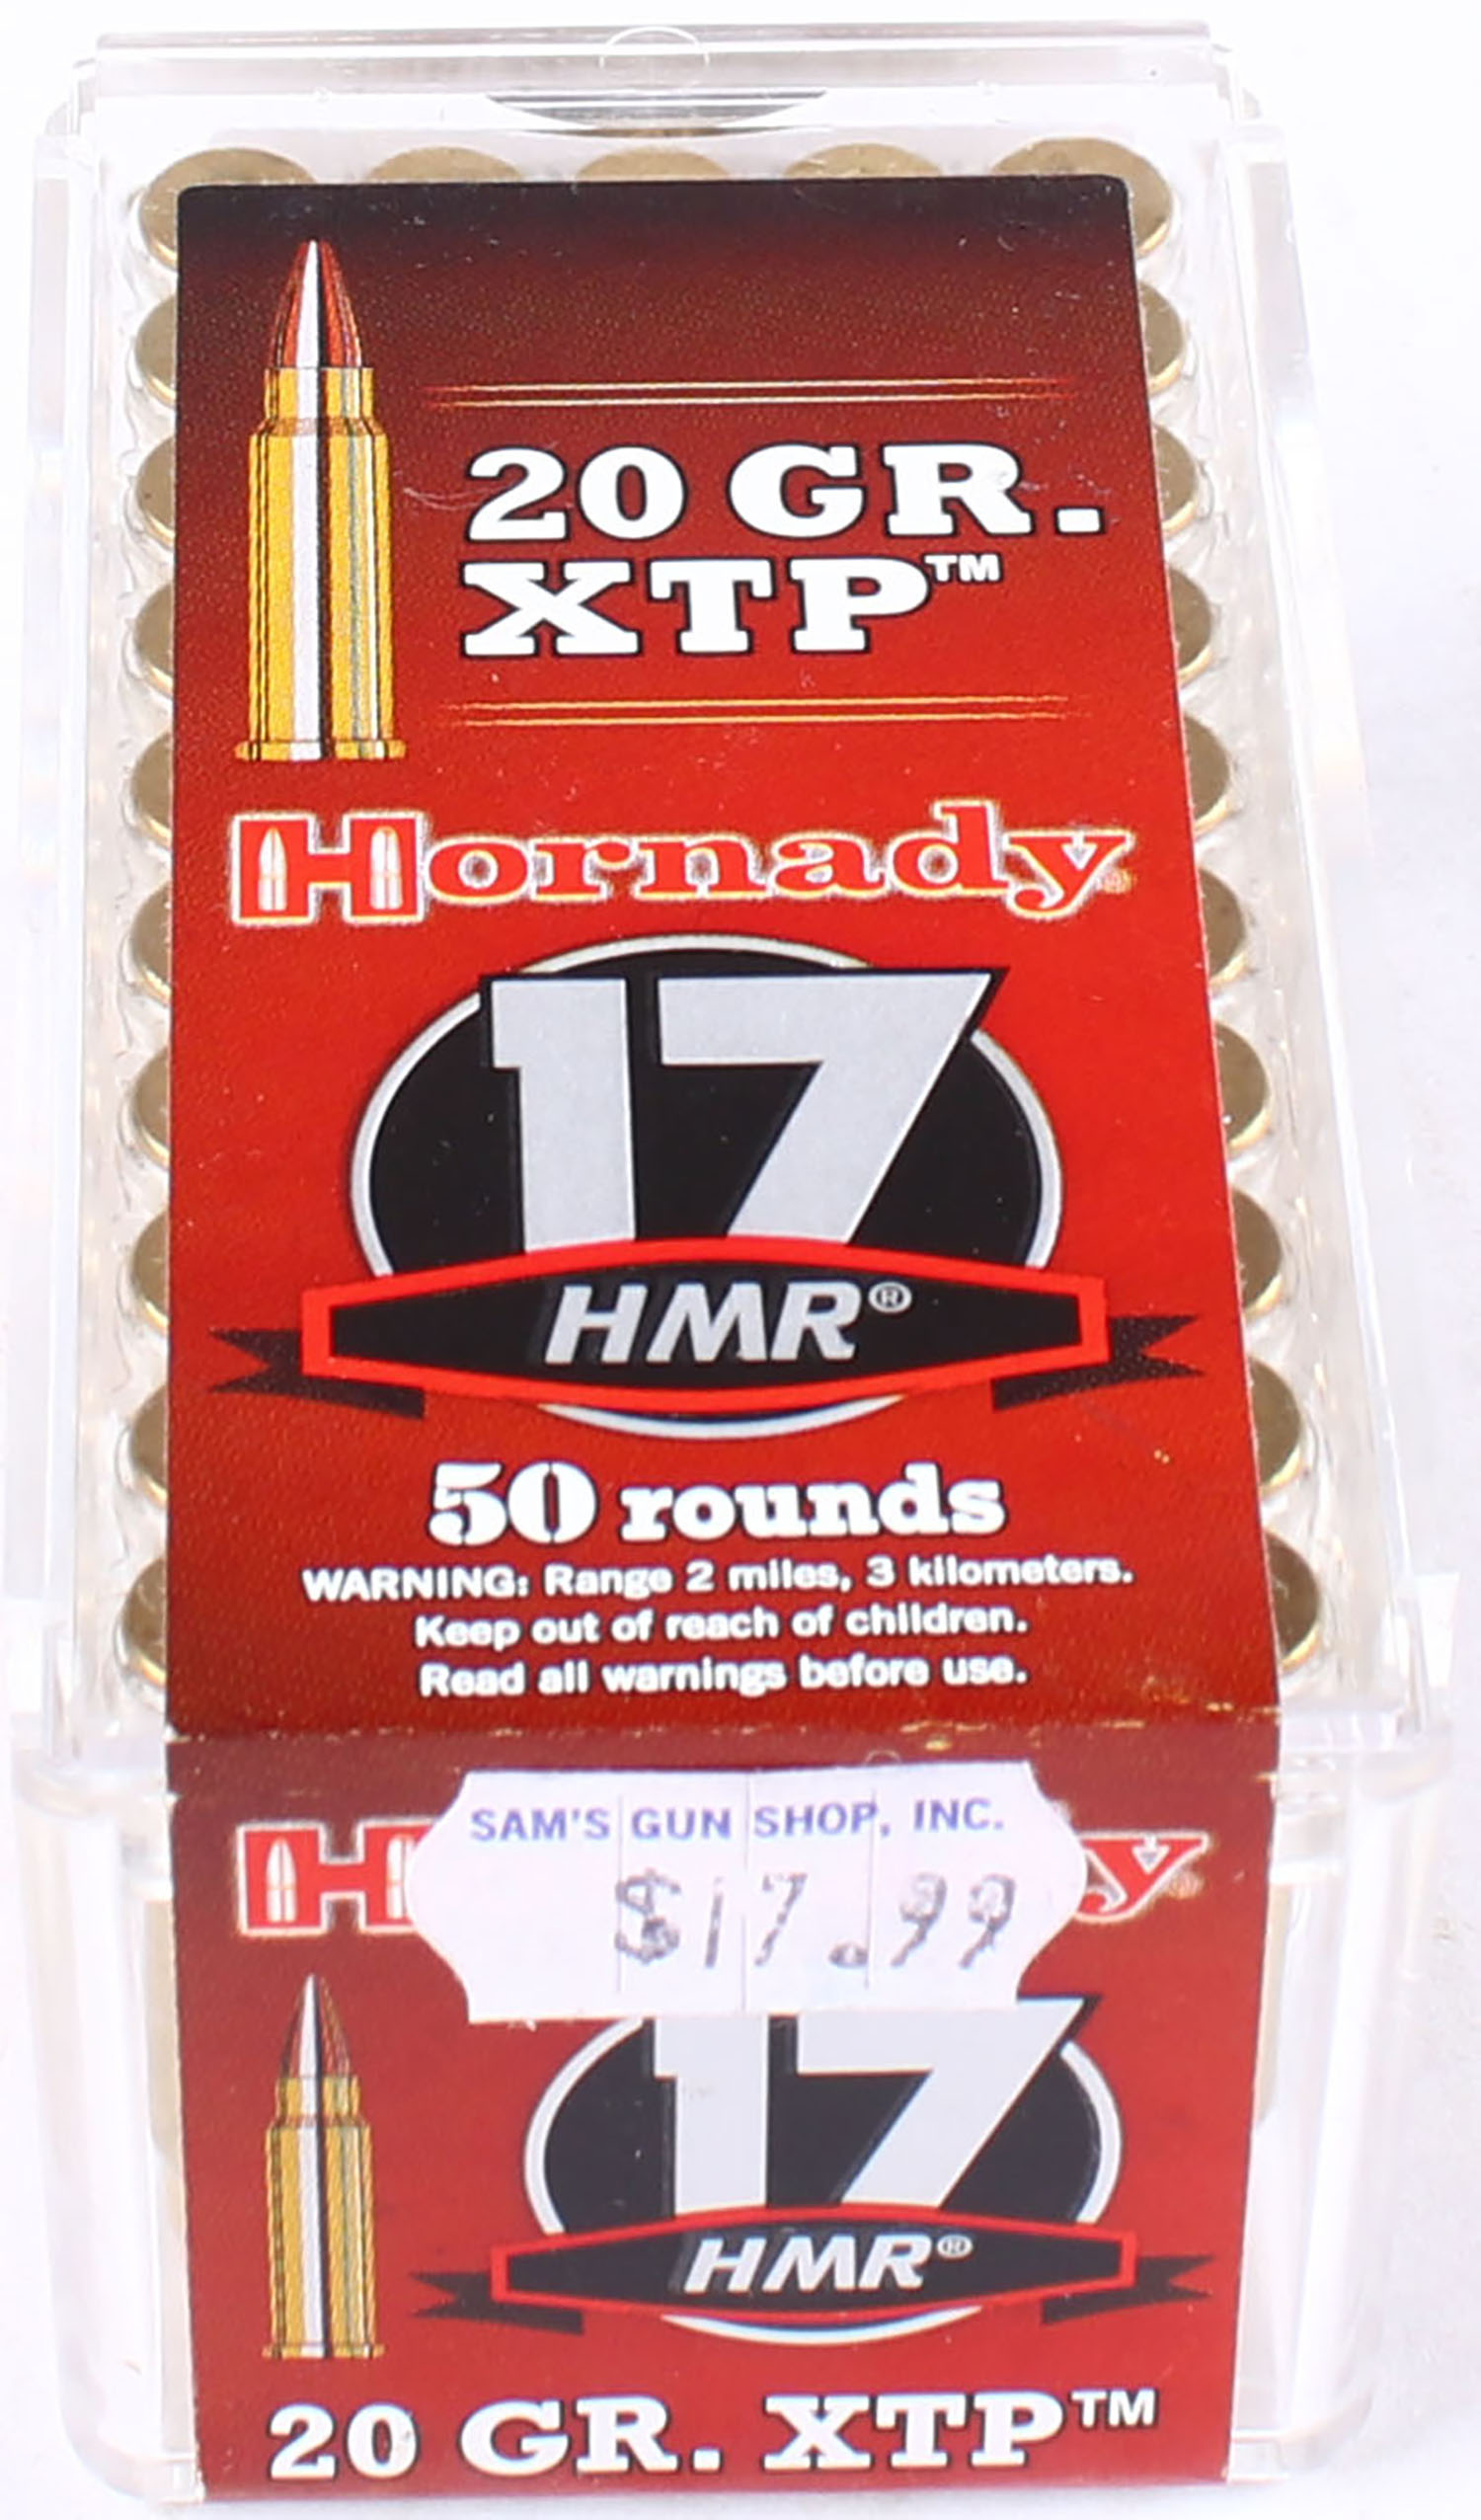 20 GR.
XTP™
Hornady®
17
HMR®
50 rounds
WARNING: Range 2 miles, 3 kilometers.
Keep out of reach of children.
Read all warnings before use.
H y
SAM'S GUN SHOP, INC.
$17.99
17
HMR®
20 GR. XTP™